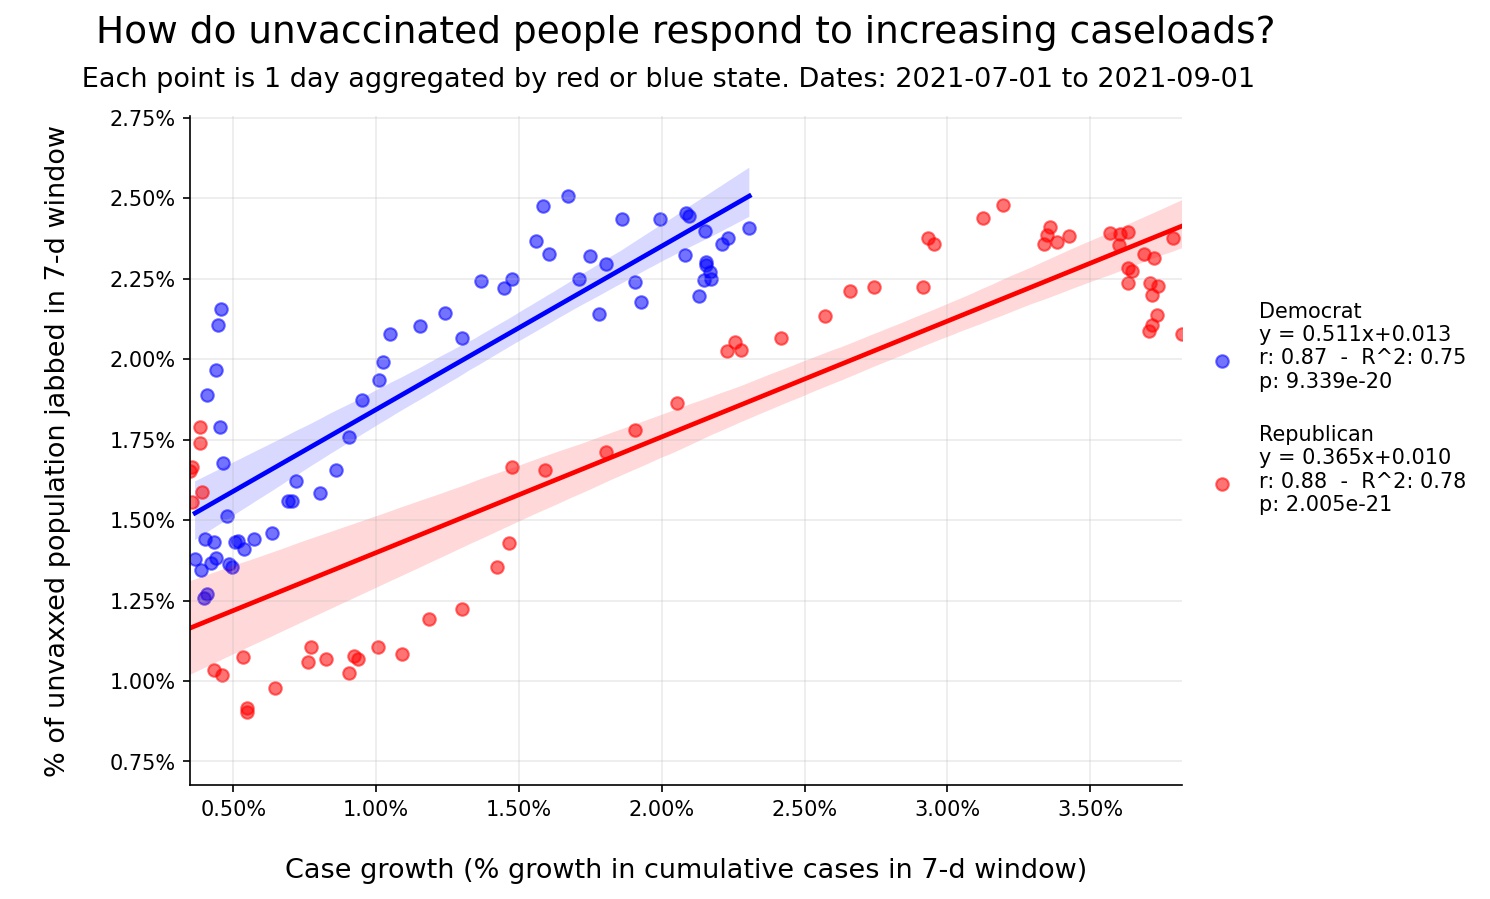 How do unvaccinated people respond to increasing caseloads?
Each point is 1 day aggregated by red or blue state. Dates: 2021-07-01 to 2021-09-01
% of unvaxxed population jabbed in 7-d window
2.75%
2.50%
2.25%
2.00%
1.75%
1.50%
1.25%
1.00%
0.75%
0.50%
1.00%
1.50%
2.00%
2.50%
3.00%
3.50%
Case growth (% growth in cumulative cases in 7-d window)
Democrat
y = 0.511x+0.013
r: 0.87 - R^2: 0.75
p: 9.339e-20
Republican
y = 0.365x+0.010
r: 0.88 - R^2: 0.78
p: 2.005e-21